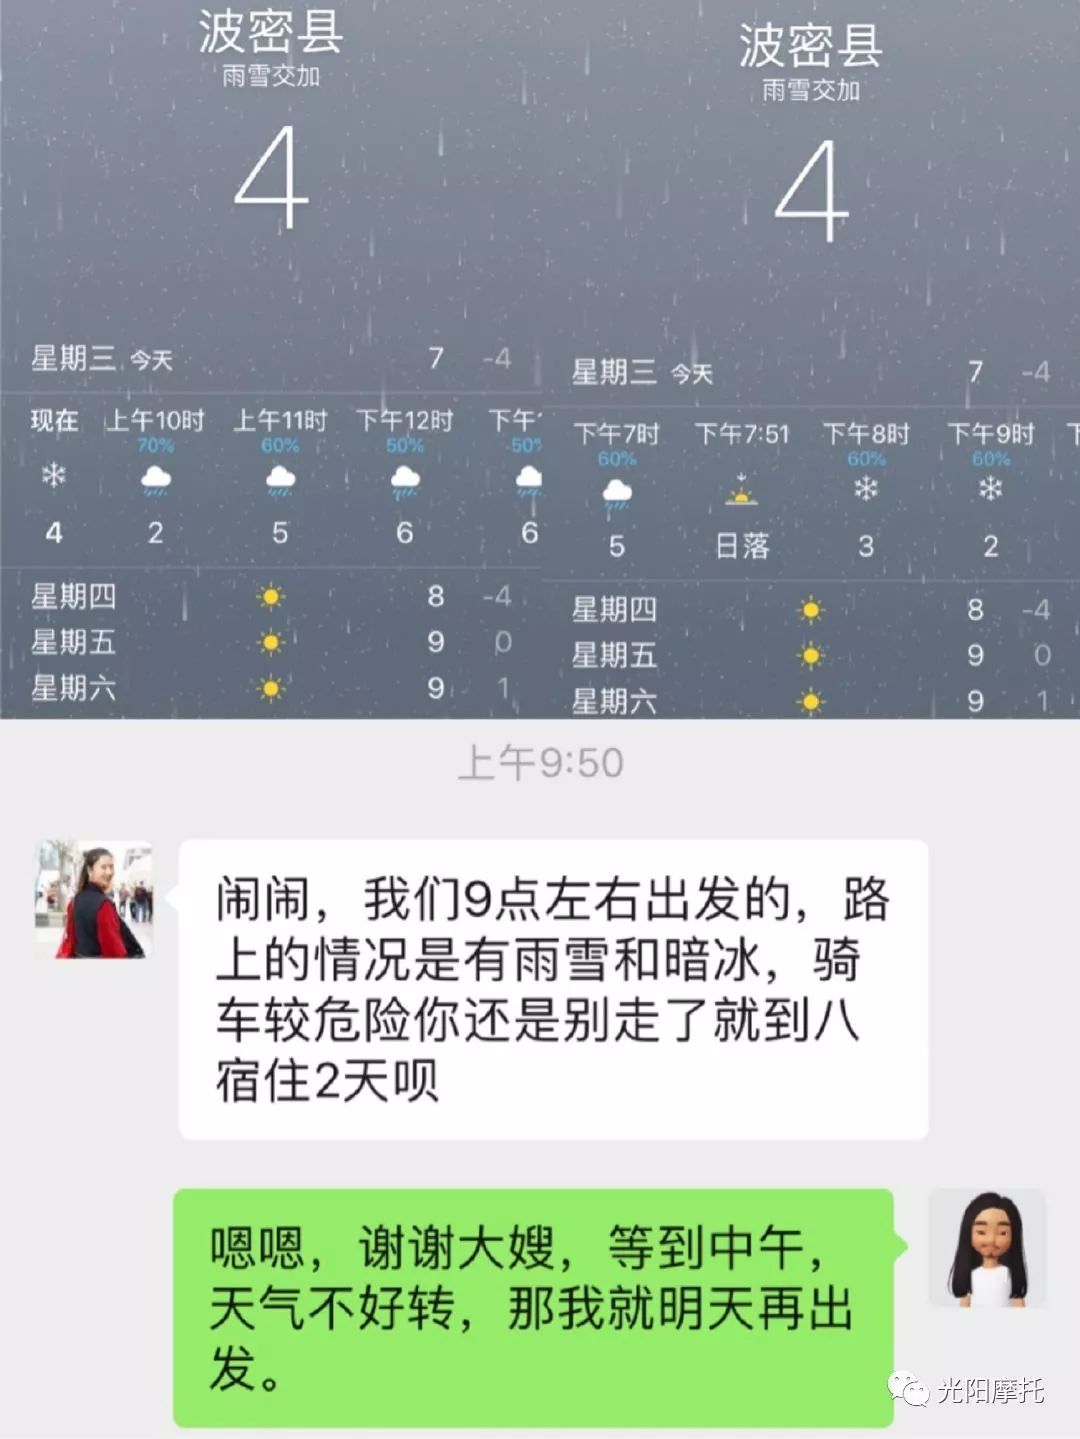 波密县
雨雪交加
4
星期三 今天 7 -4
现在 上午10时 上午11时 下午12时 下午1
70% 60% 50% 50%
4 2 5 6 6
星期四 8 -4
星期五 9 0
星期六 9 1
波密县
雨雪交加
4
星期三 今天 7 -4
下午7时 下午7:51 下午8时 下午9时 下
60% 60% 60%
5 日落 3 2
星期四 8 -4
星期五 9 0
星期六 9 1
上午9:50
闹闹，我们9点左右出发的，路
上的情况是有雨雪和暗冰，骑
车较危险你还是别走了就到八
宿住2天呗
嗯嗯，谢谢大嫂，等到中午，
天气不好转，那我就明天再出
发。
光阳摩托